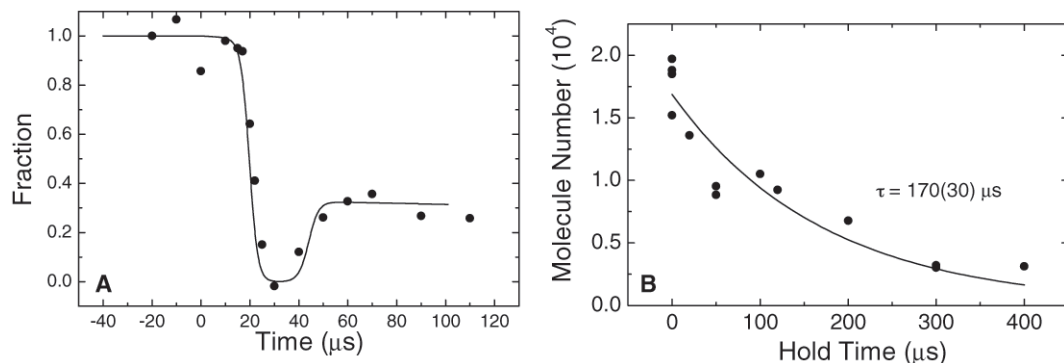 1.0
0.8
0.6
0.4
0.2
0.0
Fraction
A
-40 -20 0 20 40 60 80 100 120
Time (μs)
2.0
1.5
1.0
0.5
0.0
Molecule Number (10⁴)
τ = 170(30) μs
B
0 100 200 300 400
Hold Time (μs)